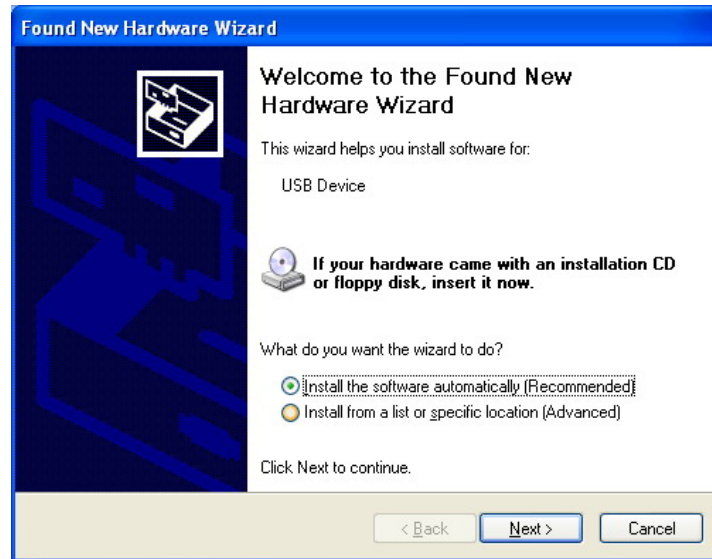 Found New Hardware Wizard
Welcome to the Found New
Hardware Wizard
This wizard helps you install software for:
USB Device
If your hardware came with an installation CD
or floppy disk, insert it now.
What do you want the wizard to do?
Install the software automatically (Recommended)
Install from a list or specific location (Advanced)
Click Next to continue.
< Back Next > Cancel